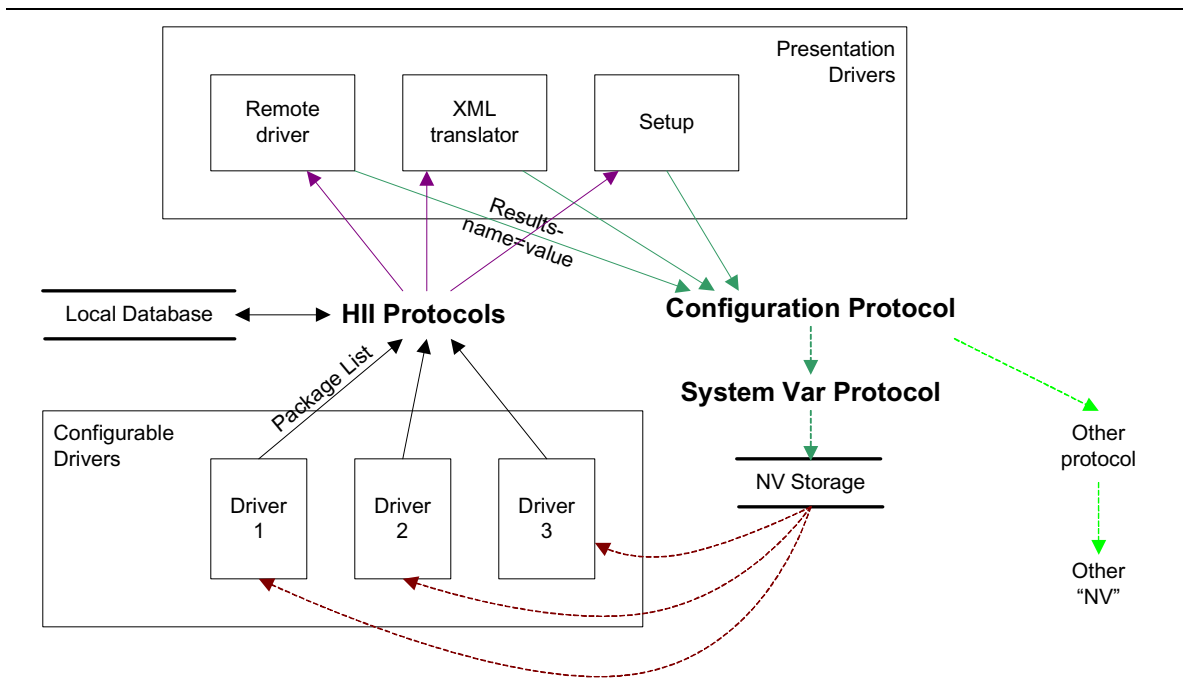 Presentation
Drivers
Remote
driver
XML
translator
Setup
Results-
name=value
Local Database
HII Protocols
Configuration Protocol
Package List
System Var Protocol
Configurable
Drivers
Other
protocol
NV Storage
Driver
1
Driver
2
Driver
3
Other
“NV”